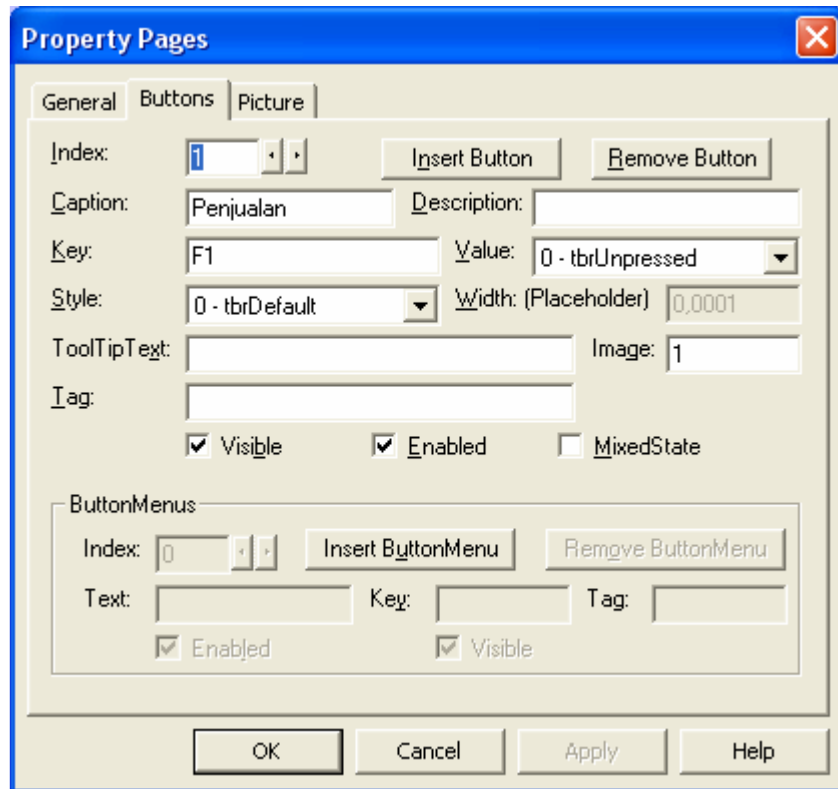 Property Pages
General Buttons Picture
Index: 1 Insert Button Remove Button
Caption: Penjualan Description:
Key: F1 Value: 0 - tbrUnpressed
Style: 0 - tbrDefault Width: (Placeholder) 0,0001
ToolTipText: Image: 1
Tag:
Visible Enabled MixedState
ButtonMenus
Index: 0 Insert ButtonMenu Remove ButtonMenu
Text: Key: Tag:
Enabled Visible
OK Cancel Apply Help